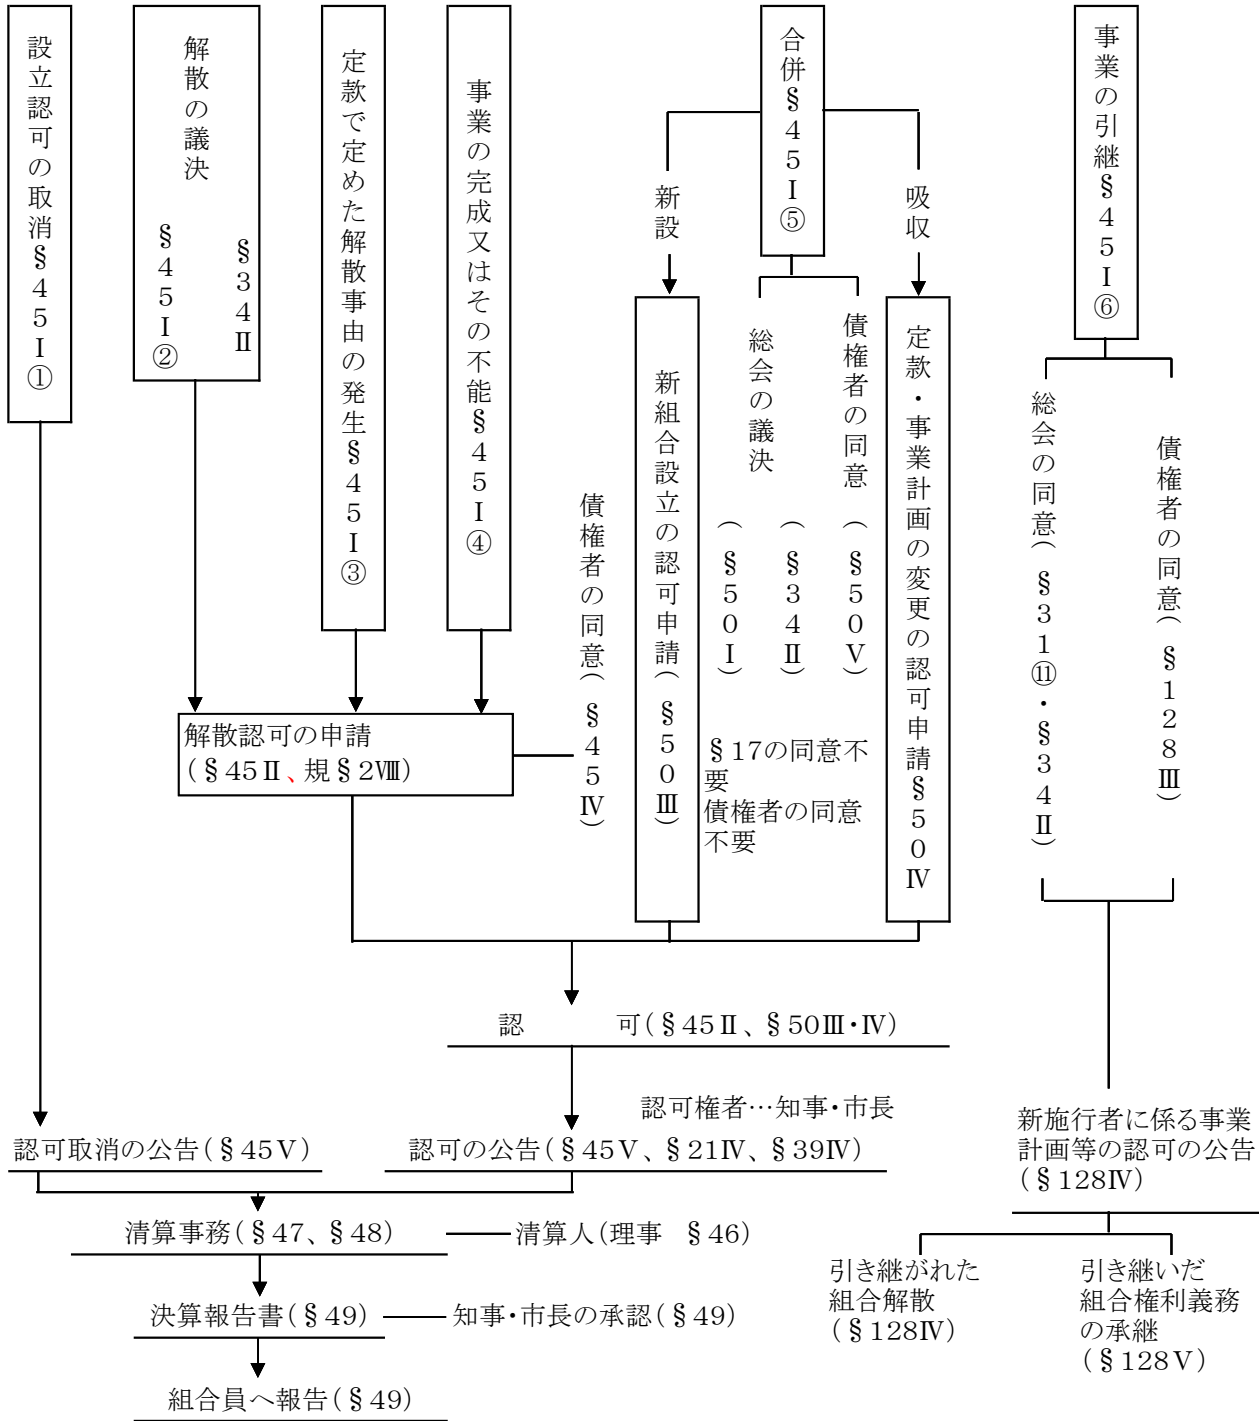 設立認可の取消§45Ⅰ①
解散の議決
§34Ⅱ
§45Ⅰ②
定款で定めた解散事由の発生§45Ⅰ③
事業の完成又はその不能§45Ⅰ④
合併§45Ⅰ⑤
事業の引継§45Ⅰ⑥
新設
吸収
債権者の同意(§45Ⅳ)
新組合設立の認可申請(§50Ⅲ)
債権者の同意(§50Ⅴ)
総会の議決(§34Ⅱ)
(§50Ⅰ)
定款・事業計画の変更の認可申請§50Ⅳ
債権者の同意(§128Ⅲ)
総会の同意(§31⑪・§34Ⅱ)
§17の同意不
要
債権者の同意
不要
解散認可の申請
(§45Ⅱ、規§2Ⅷ)
認 可(§45Ⅱ、§50Ⅲ・Ⅳ)
認可権者…知事・市長
認可取消の公告(§45Ⅴ)
認可の公告(§45Ⅴ、§21Ⅳ、§39Ⅳ)
新施行者に係る事業
計画等の認可の公告
(§128Ⅳ)
清算事務(§47、§48)
清算人(理事 §46)
引き継がれた
組合解散
(§128Ⅳ)
引き継いだ
組合権利義務
の承継
(§128Ⅴ)
決算報告書(§49)
知事・市長の承認(§49)
組合員へ報告(§49)